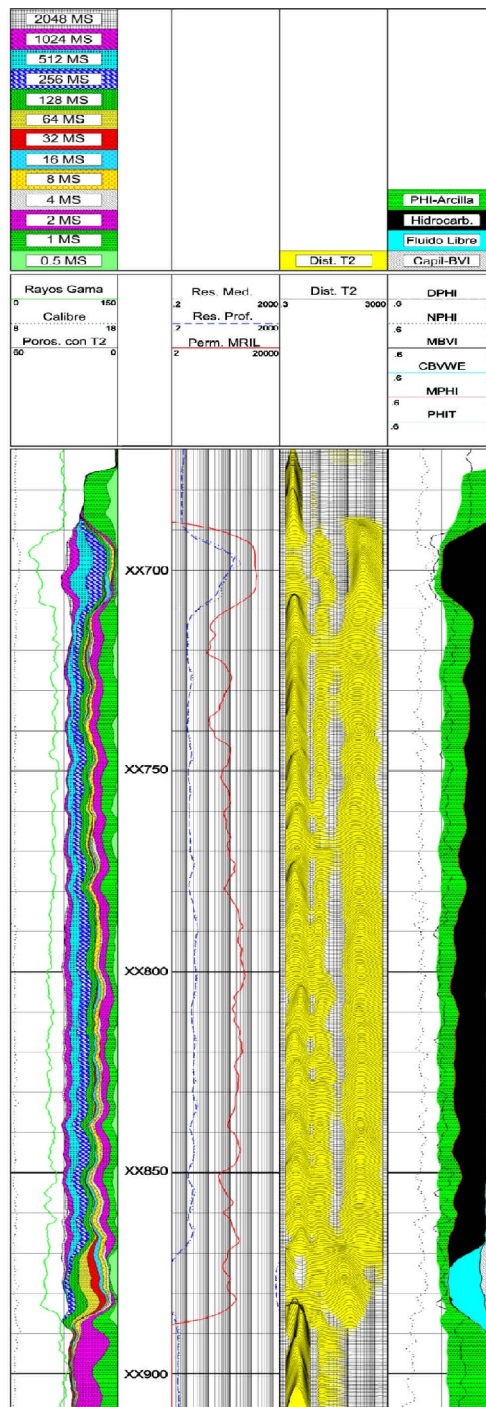 2048 MS
1024 MS
512 MS
256 MS
128 MS
64 MS
32 MS
16 MS
8 MS
4 MS
2 MS
1 MS
0.5 MS
Dist. T2
PHI-Arcilla
Hidrocarb.
Fluido Libre
Capil-BVI
Rayos Gama
0 150
Calibre
8 18
Poros. con T2
60 0
Res. Med.
.2 2000
Res. Prof.
.2 2000
Perm. MRIL
.2 20000
Dist. T2
.3 3000
DPHI
NPHI
.6
MBVI
.6
CBVWE
.6
MPHI
.6
PHIT
.6
XX700
XX750
XX800
XX850
XX900